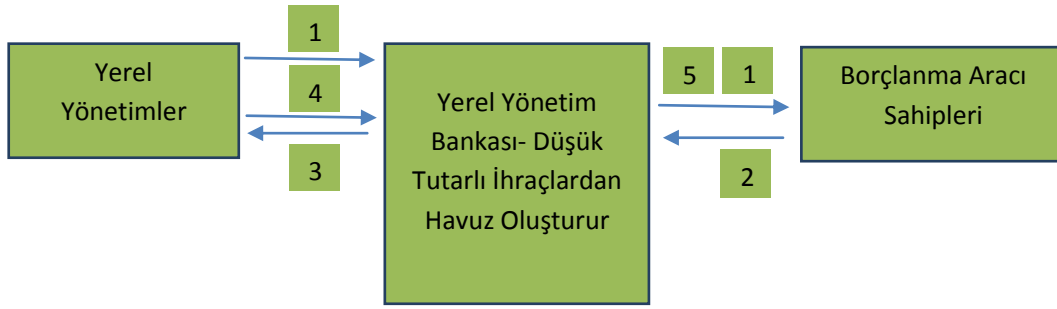 Yerel
Yönetimler
1
4
3
Yerel Yönetim
Bankası- Düşük
Tutarlı İhraçlardan
Havuz Oluşturur
5 1
2
Borçlanma Aracı
Sahipleri